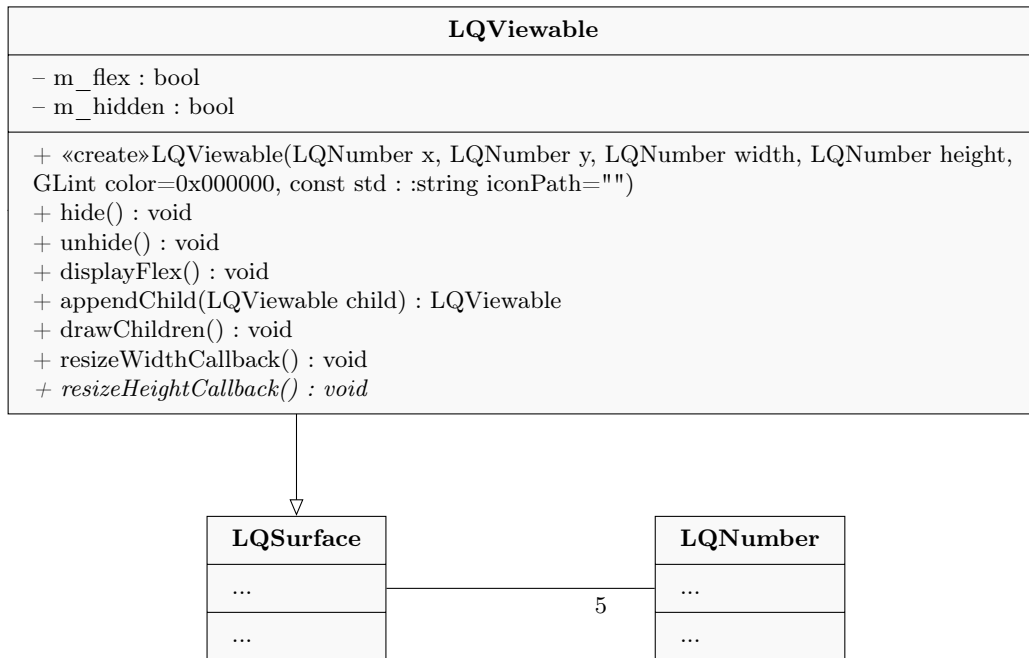 LQViewable
– m_flex : bool
– m_hidden : bool
+ «create»LQViewable(LQNumber x, LQNumber y, LQNumber width, LQNumber height,
GLint color=0x000000, const std : :string iconPath="")
+ hide() : void
+ unhide() : void
+ displayFlex() : void
+ appendChild(LQViewable child) : LQViewable
+ drawChildren() : void
+ resizeWidthCallback() : void
+ resizeHeightCallback() : void
LQSurface
...
...
5
LQNumber
...
...